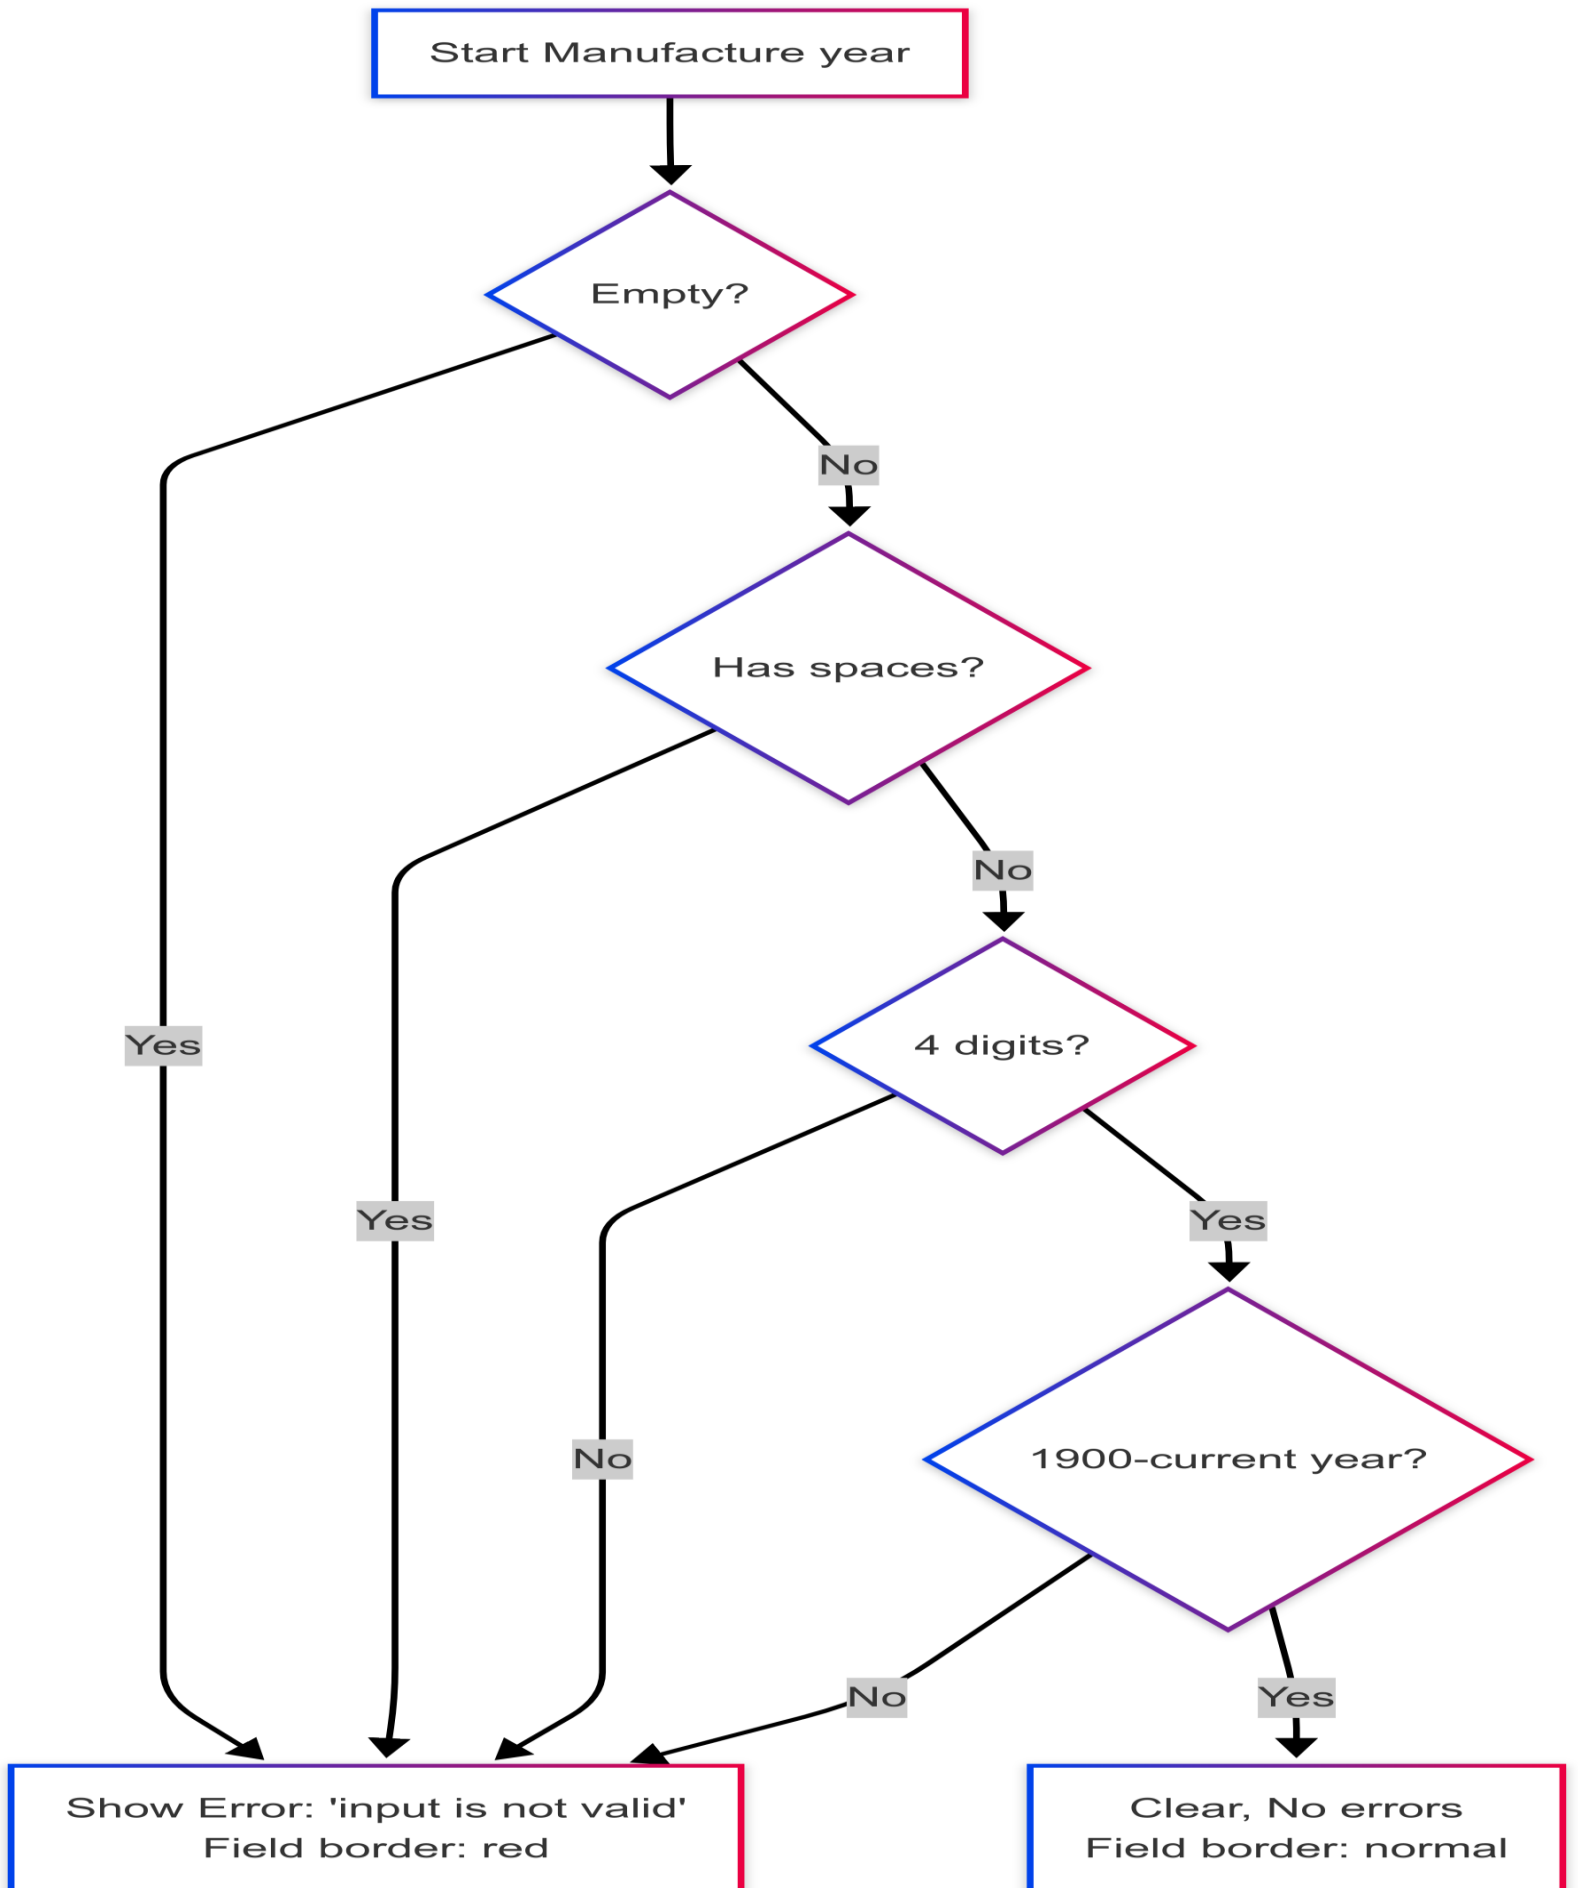 Start Manufacture year
Empty?
No
Has spaces?
No
Yes
4 digits?
Yes
Yes
No
1900-current year?
No
Yes
Show Error: 'input is not valid'
Field border: red
Clear, No errors
Field border: normal